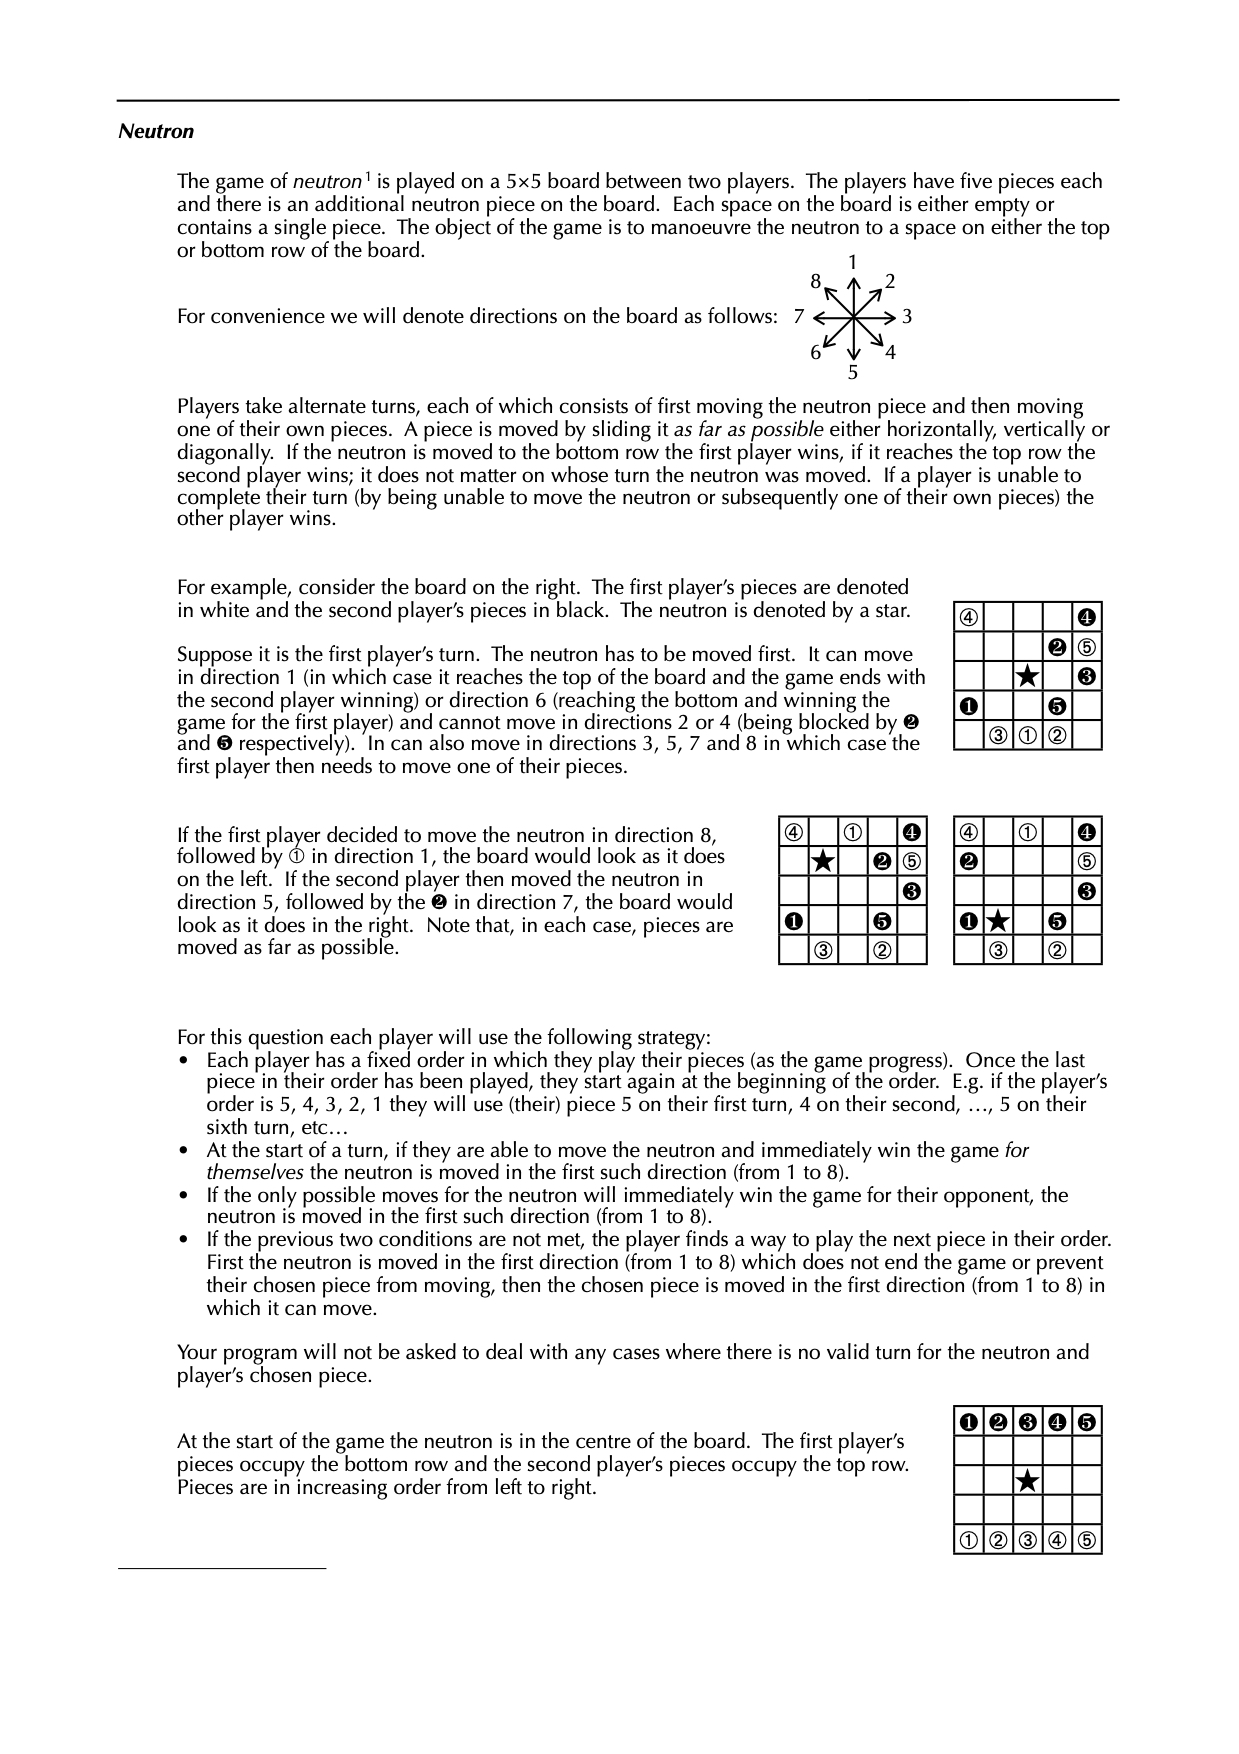 Neutron
The game of neutron 1 is played on a 5×5 board between two players. The players have five pieces each
and there is an additional neutron piece on the board. Each space on the board is either empty or
contains a single piece. The object of the game is to manoeuvre the neutron to a space on either the top
or bottom row of the board.
1
8 2
For convenience we will denote directions on the board as follows: 7 3
6 4
5
Players take alternate turns, each of which consists of first moving the neutron piece and then moving
one of their own pieces. A piece is moved by sliding it as far as possible either horizontally, vertically or
diagonally. If the neutron is moved to the bottom row the first player wins, if it reaches the top row the
second player wins; it does not matter on whose turn the neutron was moved. If a player is unable to
complete their turn (by being unable to move the neutron or subsequently one of their own pieces) the
other player wins.
For example, consider the board on the right. The first player's pieces are denoted
in white and the second player's pieces in black. The neutron is denoted by a star.
Suppose it is the first player's turn. The neutron has to be moved first. It can move
in direction 1 (in which case it reaches the top of the board and the game ends with
the second player winning) or direction 6 (reaching the bottom and winning the
game for the first player) and cannot move in directions 2 or 4 (being blocked by ❷
and ❺ respectively). In can also move in directions 3, 5, 7 and 8 in which case the
first player then needs to move one of their pieces.
④ ❹
❷ ⑤
★ ❸
❶ ❺
③ ① ②
If the first player decided to move the neutron in direction 8,
followed by ① in direction 1, the board would look as it does
on the left. If the second player then moved the neutron in
direction 5, followed by the ❷ in direction 7, the board would
look as it does in the right. Note that, in each case, pieces are
moved as far as possible.
④ ① ❹
★ ❷ ⑤
❸
❶ ❺
③ ②
④ ① ❹
❷ ⑤
❸
❶ ★ ❺
③ ②
For this question each player will use the following strategy:
• Each player has a fixed order in which they play their pieces (as the game progress). Once the last
piece in their order has been played, they start again at the beginning of the order. E.g. if the player's
order is 5, 4, 3, 2, 1 they will use (their) piece 5 on their first turn, 4 on their second, …, 5 on their
sixth turn, etc…
• At the start of a turn, if they are able to move the neutron and immediately win the game for
themselves the neutron is moved in the first such direction (from 1 to 8).
• If the only possible moves for the neutron will immediately win the game for their opponent, the
neutron is moved in the first such direction (from 1 to 8).
• If the previous two conditions are not met, the player finds a way to play the next piece in their order.
First the neutron is moved in the first direction (from 1 to 8) which does not end the game or prevent
their chosen piece from moving, then the chosen piece is moved in the first direction (from 1 to 8) in
which it can move.
Your program will not be asked to deal with any cases where there is no valid turn for the neutron and
player's chosen piece.
At the start of the game the neutron is in the centre of the board. The first player's
pieces occupy the bottom row and the second player's pieces occupy the top row.
Pieces are in increasing order from left to right.
❶ ❷ ❸ ❹ ❺
★
① ② ③ ④ ⑤